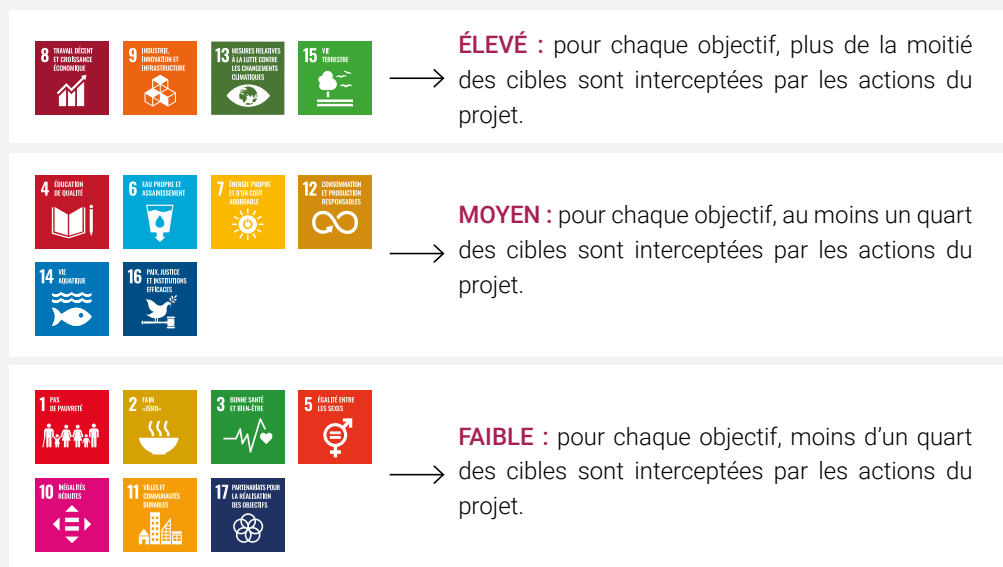 8 TRAVAIL DÉCENT
ET CROISSANCE
ÉCONOMIQUE
9 INDUSTRIE,
INNOVATION ET
INFRASTRUCTURE
13 MESURES RELATIVES
À LA LUTTE CONTRE
LES CHANGEMENTS
CLIMATIQUES
15 VIE
TERRESTRE
ÉLEVÉ : pour chaque objectif, plus de la moitié
des cibles sont interceptées par les actions du
projet.
4 ÉDUCATION
DE QUALITÉ
6 EAU PROPRE ET
ASSAINISSEMENT
7 ÉNERGIE PROPRE
ET D'UN COÛT
ABORDABLE
12 CONSOMMATION
ET PRODUCTION
RESPONSABLES
14 VIE
AQUATIQUE
16 PAIX, JUSTICE
ET INSTITUTIONS
EFFICACES
MOYEN : pour chaque objectif, au moins un quart
des cibles sont interceptées par les actions du
projet.
1 PAS
DE PAUVRETÉ
2 FAIM
«ZÉRO»
3 BONNE SANTÉ
ET BIEN-ÊTRE
5 ÉGALITÉ ENTRE
LES SEXES
10 INÉGALITÉS
RÉDUITES
11 VILLES ET
COMMUNAUTÉS
DURABLES
17 PARTENARIATS POUR
LA RÉALISATION
DES OBJECTIFS
FAIBLE : pour chaque objectif, moins d’un quart
des cibles sont interceptées par les actions du
projet.